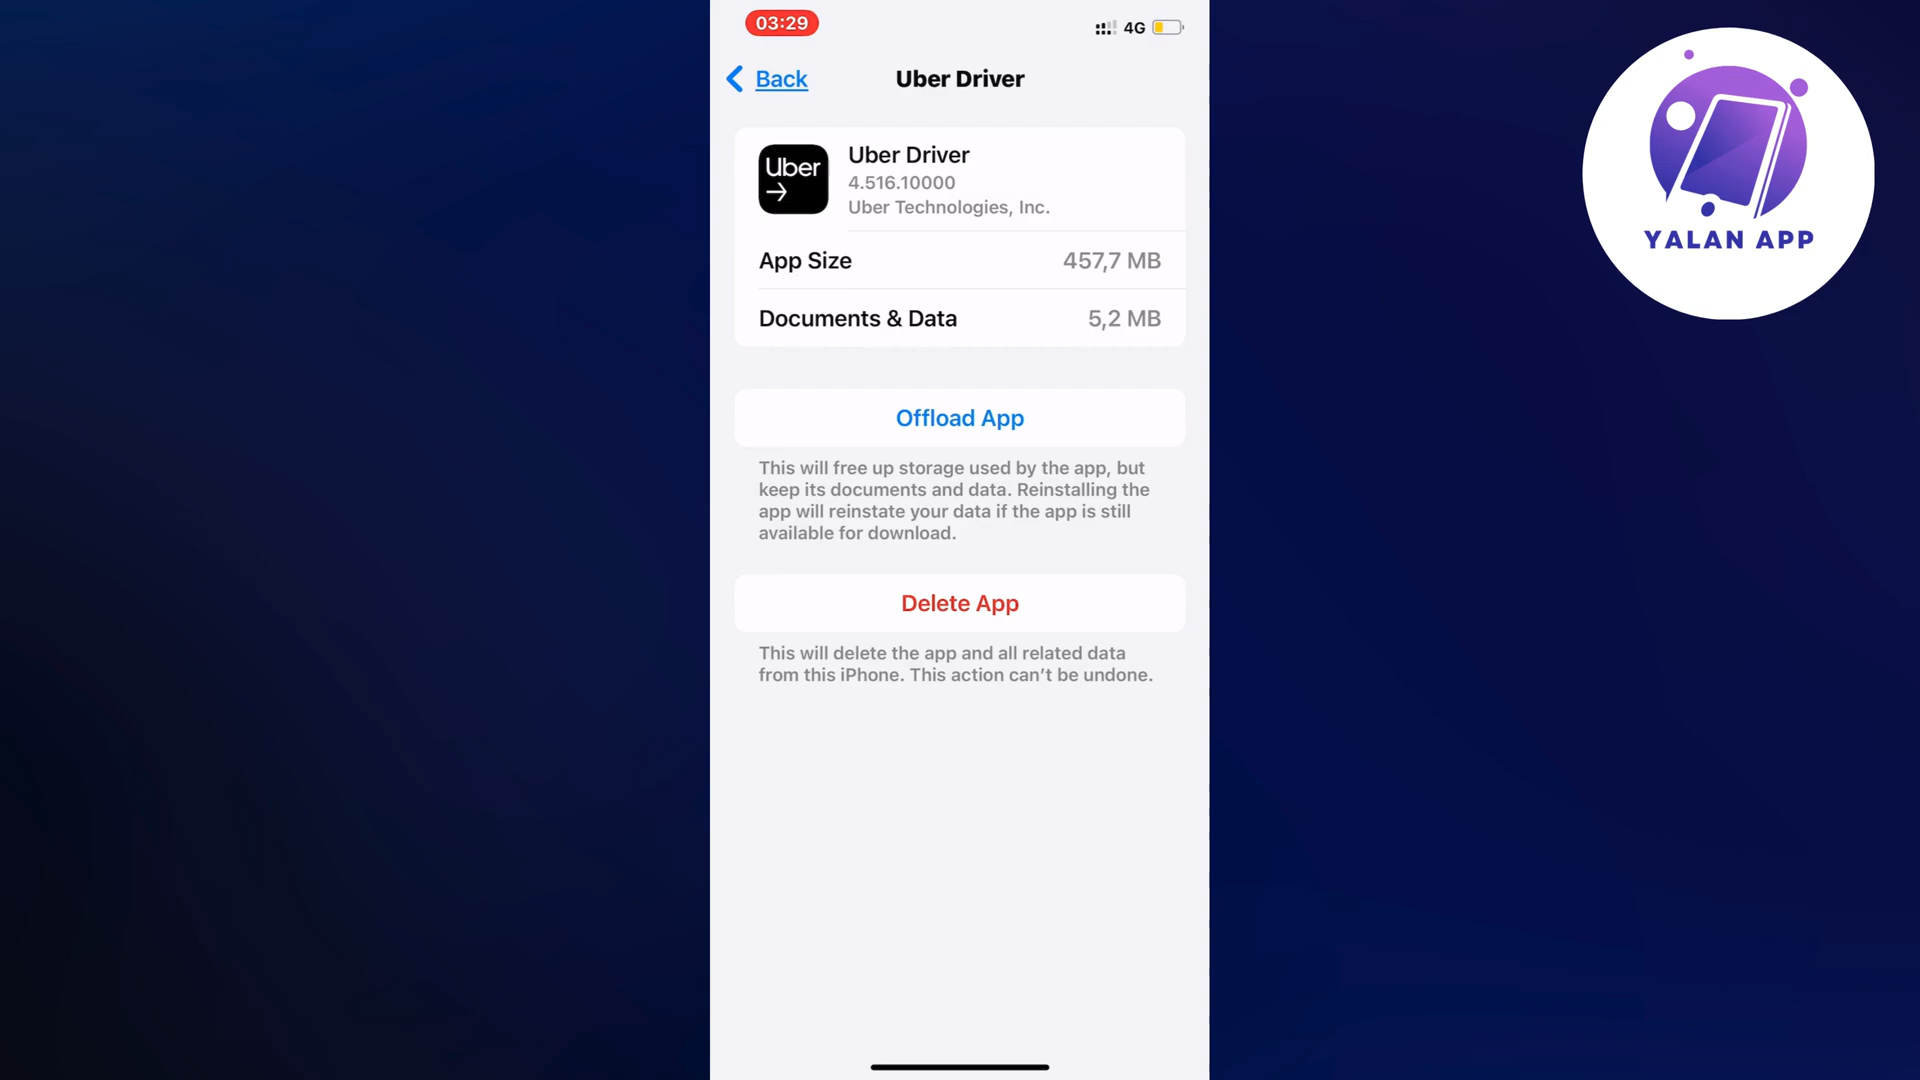 03:29
4G
Back
Uber Driver
Uber
Uber Driver
4.516.10000
Uber Technologies, Inc.
App Size
457,7 MB
Documents & Data
5,2 MB
Offload App
This will free up storage used by the app, but
keep its documents and data. Reinstalling the
app will reinstate your data if the app is still
available for download.
Delete App
This will delete the app and all related data
from this iPhone. This action can’t be undone.
YALAN APP